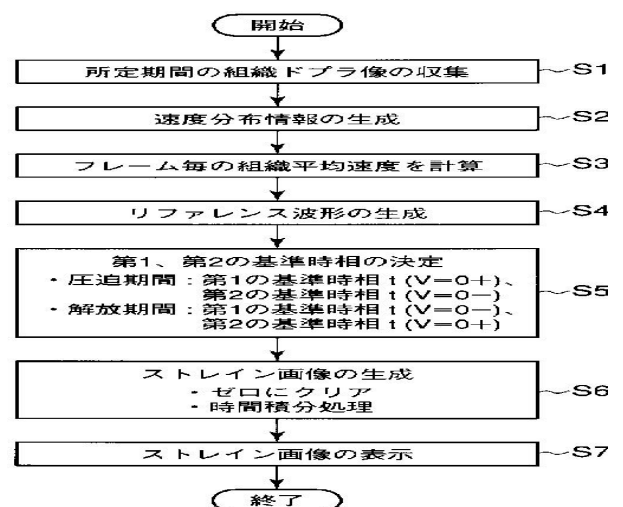 開始
所定期間の組織ドプラ像の収集 S1
速度分布情報の生成 S2
フレーム毎の組織平均速度を計算 S3
リファレンス波形の生成 S4
第1、第2の基準時相の決定
・圧迫期間：第1の基準時相t(V=0+)、
第2の基準時相t(V=0-)
・解放期間：第1の基準時相t(V=0-)、
第2の基準時相t(V=0+)
S5
ストレイン画像の生成
・ゼロにクリア
・時間積分処理
S6
ストレイン画像の表示 S7
終了